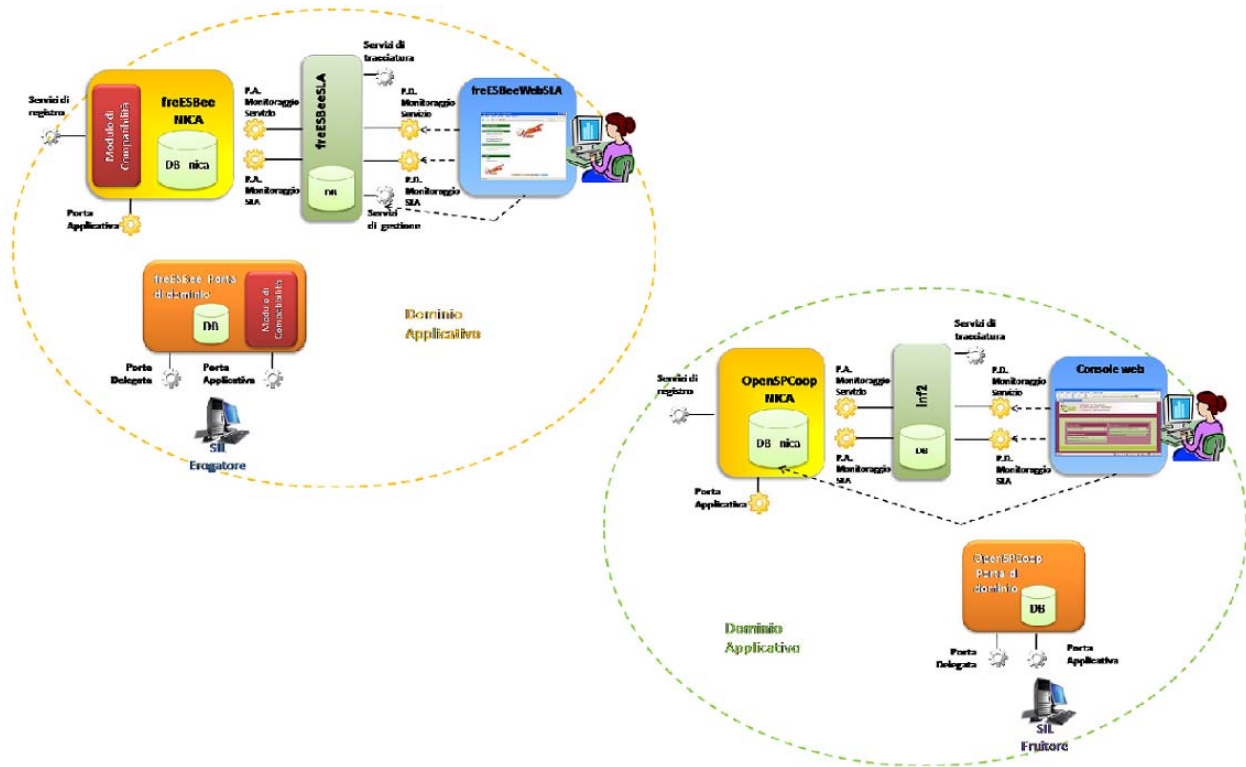 Servizi di
registro
Modulo di
Compatibilità
freESBee
NICA
DB nica
Porta
Applicativa
P.A.
Monitoraggio
Servizio
P.A.
Monitoraggio
SLA
freESBeeSLA
DB
Servizi di
tracciatura
P.D.
Monitoraggio
Servizio
P.D.
Monitoraggio
SLA
Servizi
di gestione
freESBeeWebSLA
freESBee Porta
di dominio
DB
Modulo di
Compatibilità
Porta
Delegata
Porta
Applicativa
SIL
Erogatore
Dominio
Applicativo
Servizi di
registro
OpenSPCoop
NICA
DB nica
Porta
Applicativa
P.A.
Monitoraggio
Servizio
P.A.
Monitoraggio
SLA
Inf2
DB
Servizi di
tracciatura
P.D.
Monitoraggio
Servizio
P.D.
Monitoraggio
SLA
Console web
OpenSPCoop
Porta di
dominio
DB
Porta
Delegata
Porta
Applicativa
SIL
Fruitore
Dominio
Applicativo